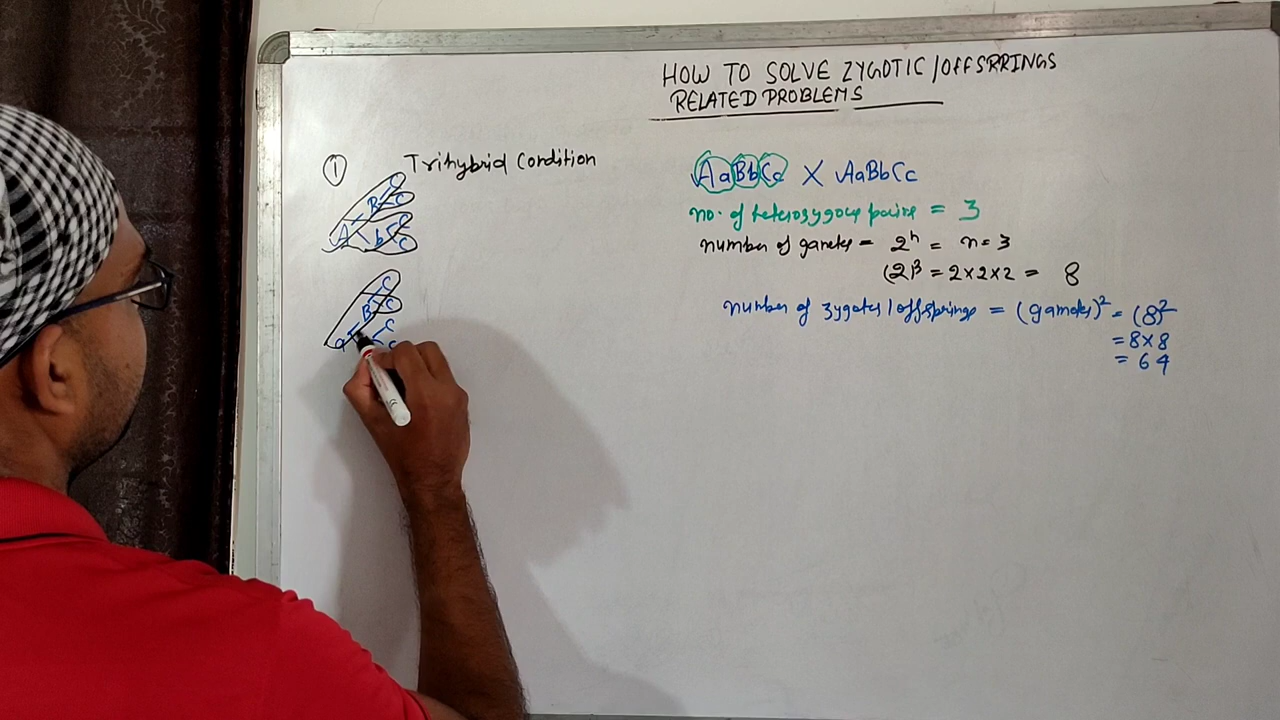 HOW TO SOLVE ZYGOTIC/OFFSRRINGS
RELATED PROBLEMS
① Trihybrid Condition
AaBbCc X AaBbCc
no. of heterozygous pairs = 3
number of gametes = 2ⁿ = n=3
(2)³ = 2×2×2 = 8
number of zygotes/offsprings = (gametes)² = (8)²
= 8×8
= 64
C
B C
A b C
c
C
B C
a C
c